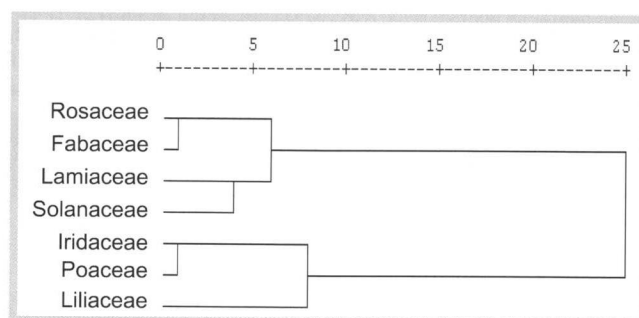 0 5 10 15 20 25
+---------+---------+---------+---------+---------+
Rosaceae
Fabaceae
Lamiaceae
Solanaceae
Iridaceae
Poaceae
Liliaceae